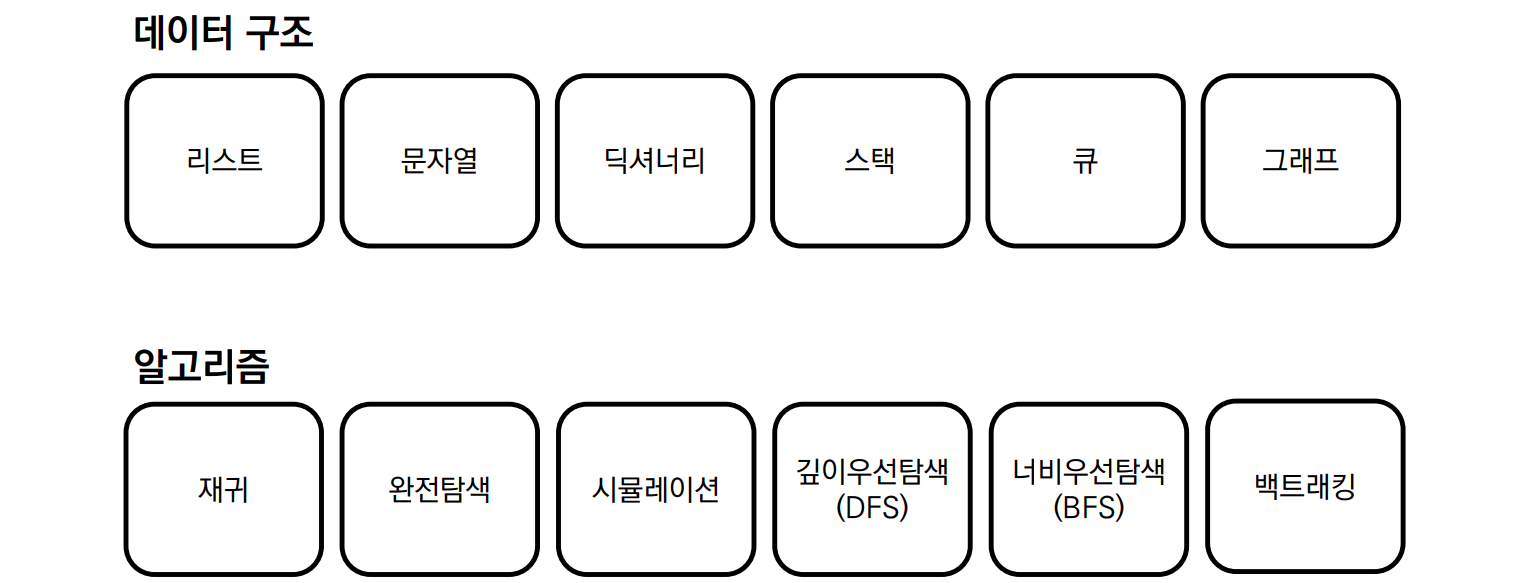 데이터 구조
리스트
문자열
딕셔너리
스택
큐
그래프
알고리즘
재귀
완전탐색
시뮬레이션
깊이우선탐색
(DFS)
너비우선탐색
(BFS)
백트래킹